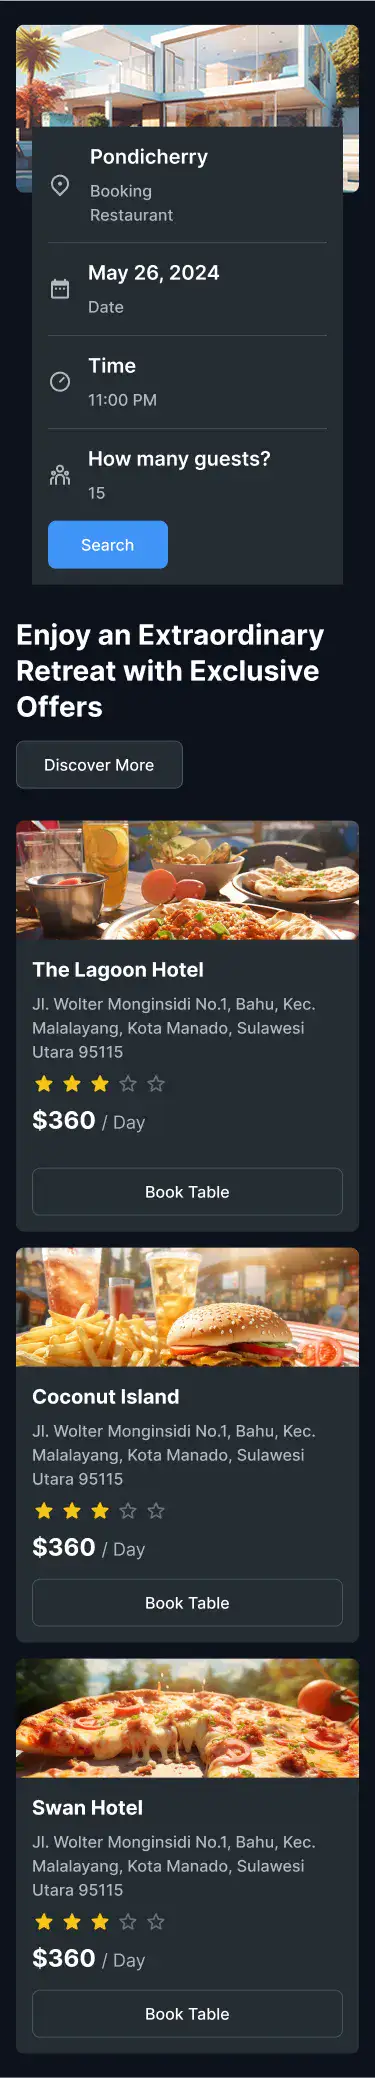 Pondicherry
Booking
Restaurant
May 26, 2024
Date
Time
11:00 PM
How many guests?
15
Search
Enjoy an Extraordinary
Retreat with Exclusive
Offers
Discover More
The Lagoon Hotel
Jl. Wolter Monginsidi No.1, Bahu, Kec.
Malalayang, Kota Manado, Sulawesi
Utara 95115
$360 / Day
Book Table
Coconut Island
Jl. Wolter Monginsidi No.1, Bahu, Kec.
Malalayang, Kota Manado, Sulawesi
Utara 95115
$360 / Day
Book Table
Swan Hotel
Jl. Wolter Monginsidi No.1, Bahu, Kec.
Malalayang, Kota Manado, Sulawesi
Utara 95115
$360 / Day
Book Table